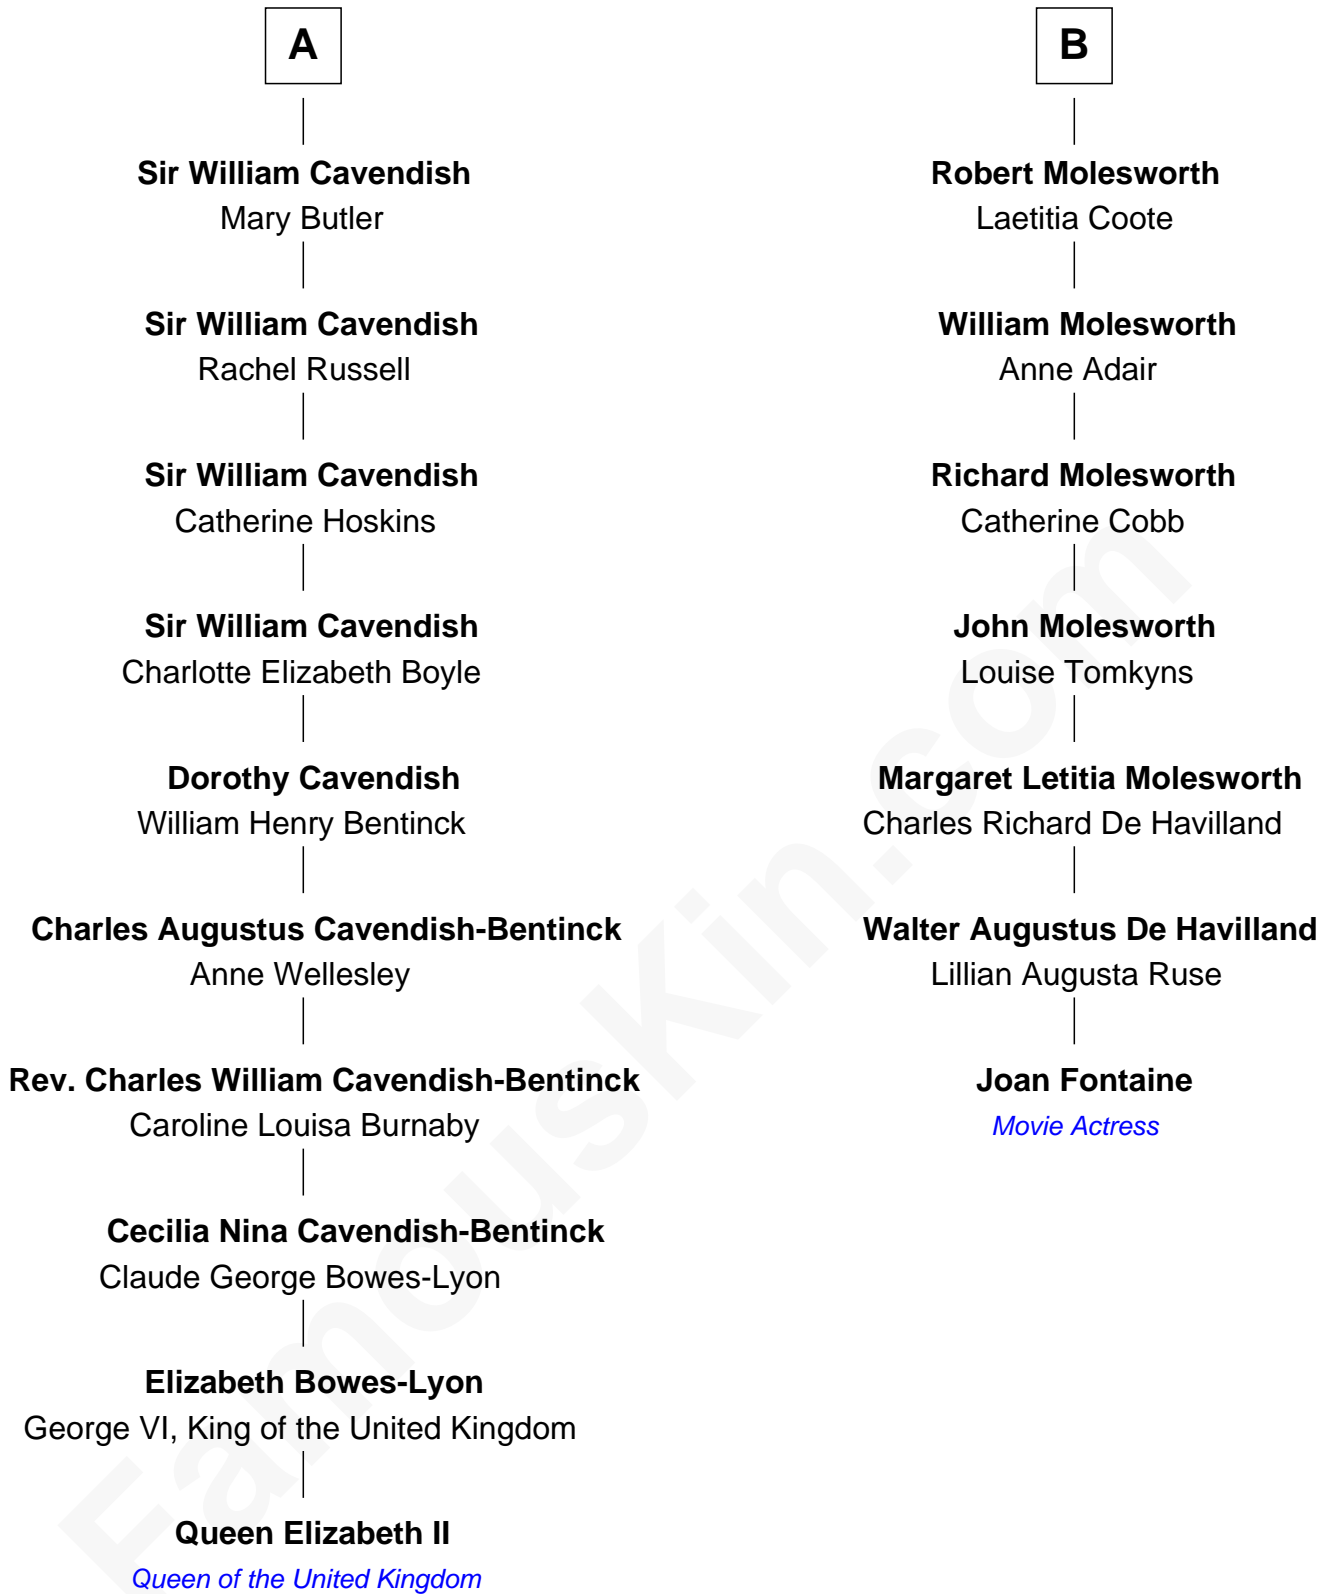 A
Sir William Cavendish
Mary Butler
Sir William Cavendish
Rachel Russell
Sir William Cavendish
Catherine Hoskins
Sir William Cavendish
Charlotte Elizabeth Boyle
Dorothy Cavendish
William Henry Bentinck
Charles Augustus Cavendish-Bentinck
Anne Wellesley
Rev. Charles William Cavendish-Bentinck
Caroline Louisa Burnaby
Cecilia Nina Cavendish-Bentinck
Claude George Bowes-Lyon
Elizabeth Bowes-Lyon
George VI, King of the United Kingdom
Queen Elizabeth II
Queen of the United Kingdom
B
Robert Molesworth
Laetitia Coote
William Molesworth
Anne Adair
Richard Molesworth
Catherine Cobb
John Molesworth
Louise Tomkyns
Margaret Letitia Molesworth
Charles Richard De Havilland
Walter Augustus De Havilland
Lillian Augusta Ruse
Joan Fontaine
Movie Actress
FamousKin.com